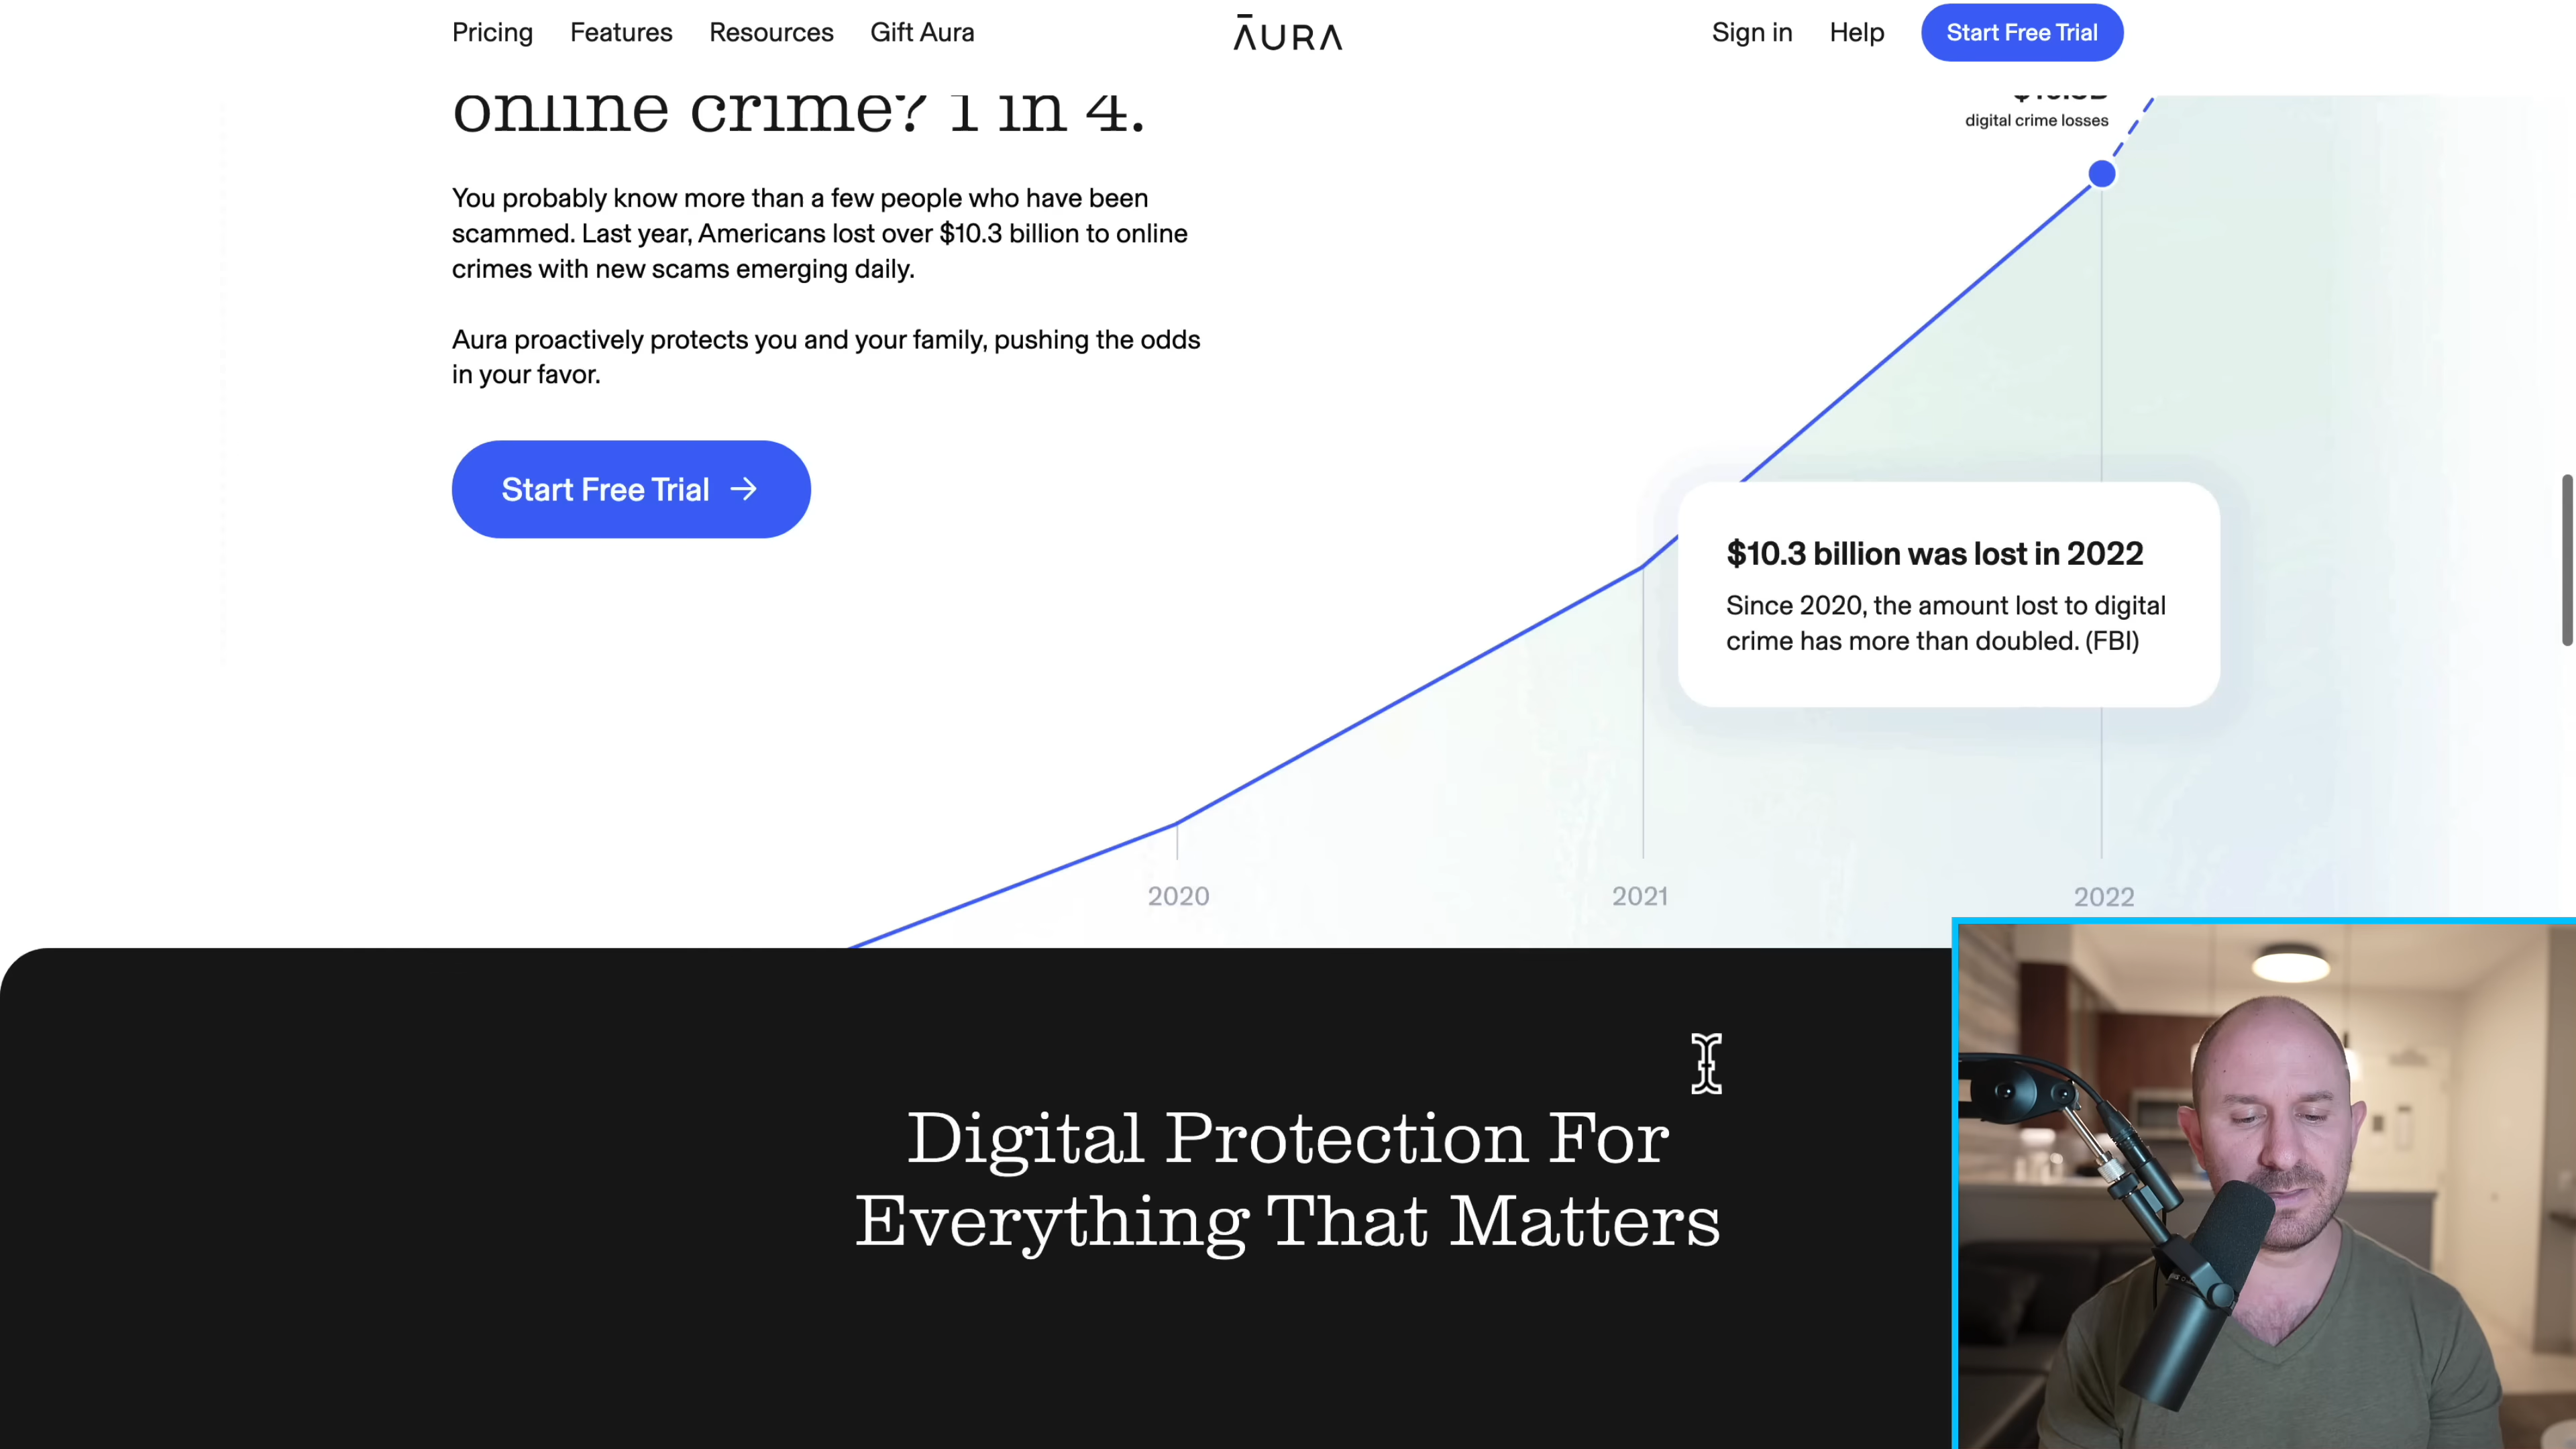 Pricing Features Resources Gift Aura
ĀURA
Sign in Help Start Free Trial
online crime? 1 in 4.
You probably know more than a few people who have been
scammed. Last year, Americans lost over $10.3 billion to online
crimes with new scams emerging daily.
Aura proactively protects you and your family, pushing the odds
in your favor.
Start Free Trial →
digital crime losses
$10.3 billion was lost in 2022
Since 2020, the amount lost to digital
crime has more than doubled. (FBI)
2020
2021
2022
Digital Protection For
Everything That Matters